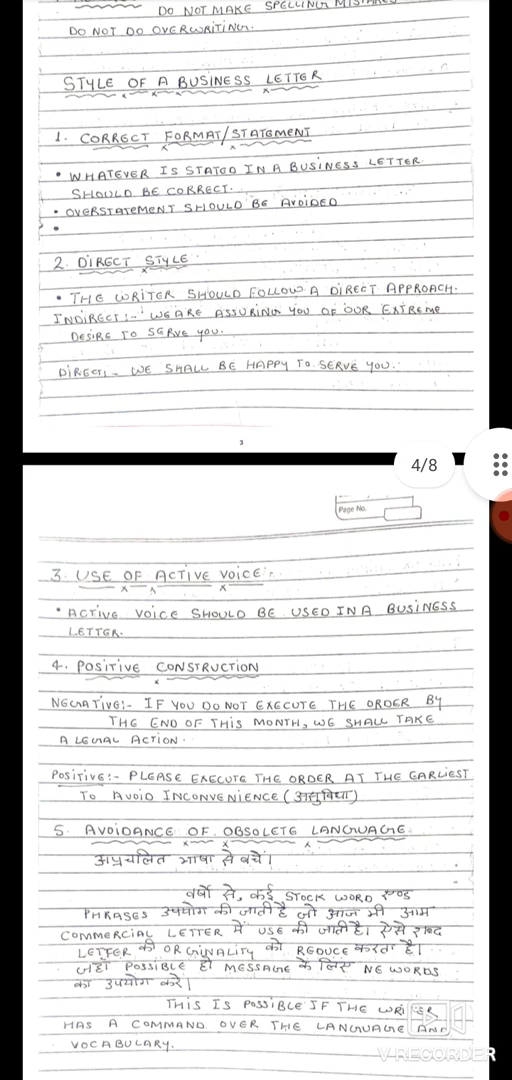 DO NOT MAKE SPELLING MISTAKES
DO NOT DO OVERWRITING.
STYLE OF A BUSINESS LETTER
1. CORRECT FORMAT/STATEMENT
• WHATEVER IS STATED IN A BUSINESS LETTER
SHOULD BE CORRECT.
• OVERSTATEMENT SHOULD BE AVOIDED
•
2. DIRECT STYLE
• THE WRITER SHOULD FOLLOW A DIRECT APPROACH.
INDIRECT:- WE ARE ASSURING YOU OF OUR EXTREME
DESIRE TO SERVE YOU.
DIRECT:- WE SHALL BE HAPPY TO SERVE YOU.
3
4/8
Page No.
3. USE OF ACTIVE VOICE:-
• ACTIVE VOICE SHOULD BE USED IN A BUSINESS
LETTER.
4. POSITIVE CONSTRUCTION
NEGATIVE:- IF YOU DO NOT EXECUTE THE ORDER BY
THE END OF THIS MONTH, WE SHALL TAKE
A LEGAL ACTION.
POSITIVE:- PLEASE EXECUTE THE ORDER AT THE EARLIEST
TO AVOID INCONVENIENCE (असुविधा)
5. AVOIDANCE OF OBSOLETE LANGUAGE
अप्रचलित भाषा से बचें।
वर्षो से, कई STOCK WORD एण्ड
PHRASES उपयोग की जाती है जो आज भी आम
COMMERCIAL LETTER में USE की जाती है। ऐसे शब्द
LETTER की ORGINALITY को REDUCE करता है।
जहाँ POSSIBLE हो MESSAGE के लिए NE WORDS
का उपयोग करें।
THIS IS POSSIBLE IF THE WRITER
HAS A COMMAND OVER THE LANGUAGE AND
VOCABULARY.
V RECORDER